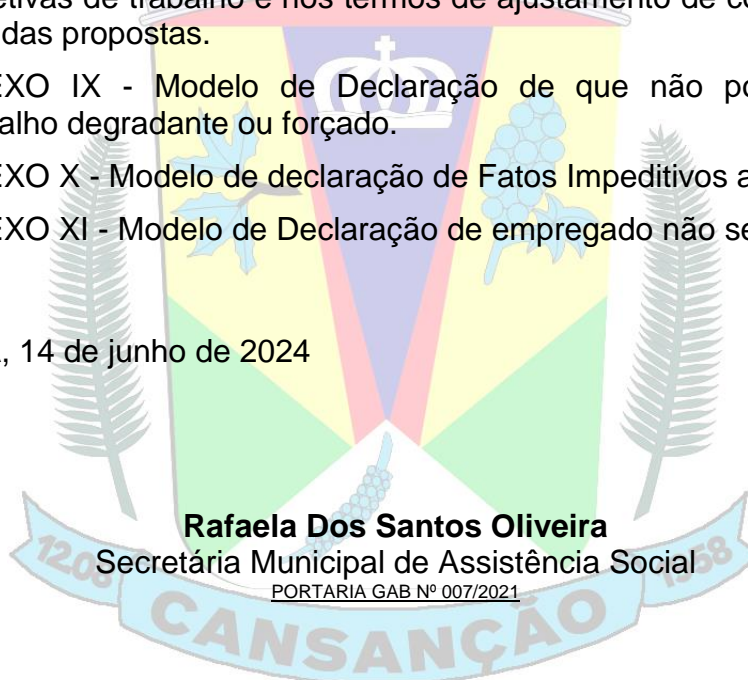 etivas de trabalho e nos termos de ajustamento de co
das propostas.
EXO IX - Modelo de Declaração de que não po
alho degradante ou forçado.
EXO X - Modelo de declaração de Fatos Impeditivos a
EXO XI - Modelo de Declaração de empregado não se
, 14 de junho de 2024
Rafaela Dos Santos Oliveira
Secretária Municipal de Assistência Social
PORTARIA GAB Nº 007/2021
1208 1958
CANSANÇÃO